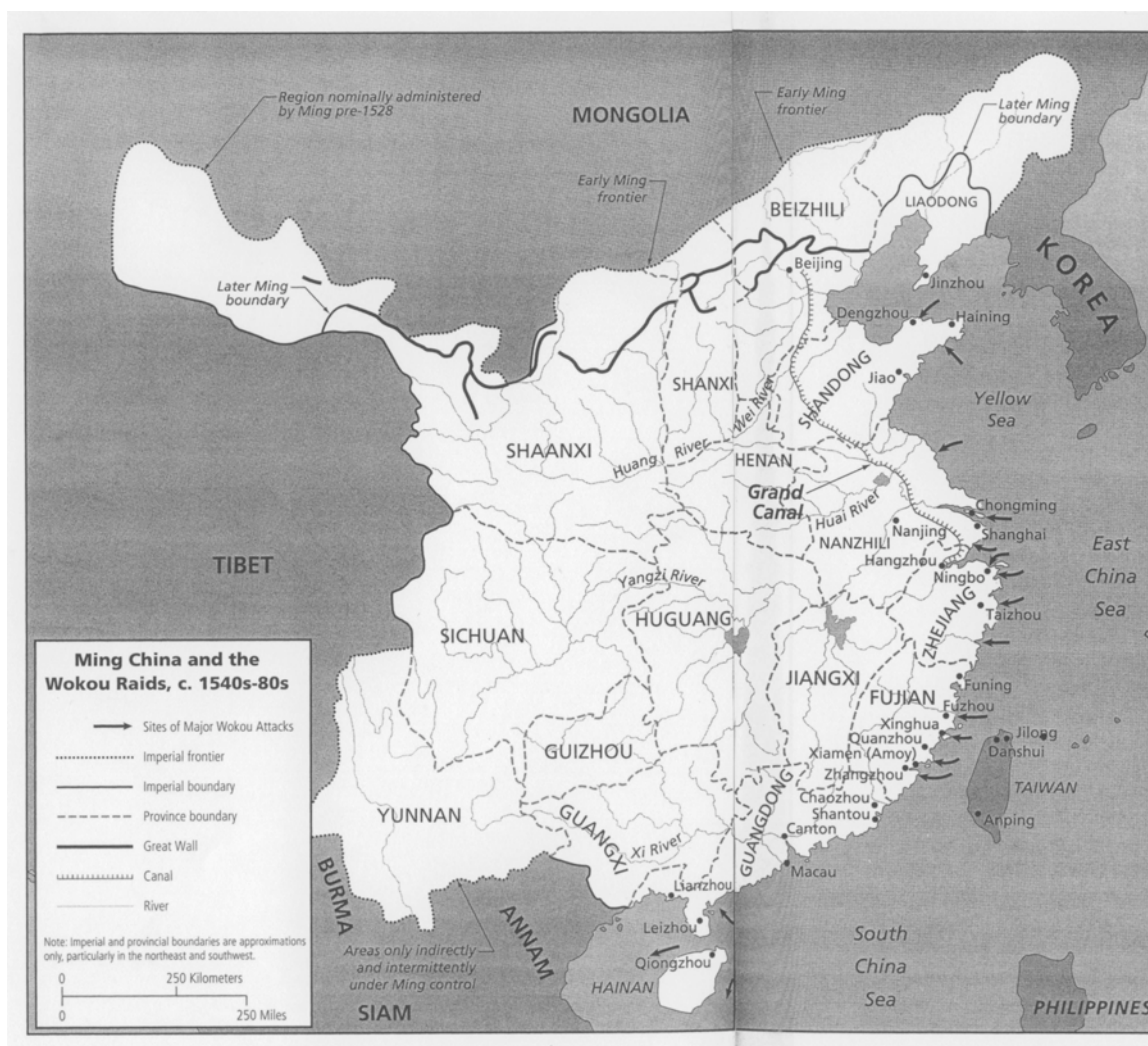 Region nominally administered
by Ming pre-1528
MONGOLIA
Early Ming
frontier
Later Ming
boundary
Early Ming
frontier
BEIZHILI
LIAODONG
KOREA
Beijing
Jinzhou
Later Ming
boundary
Dengzhou
Haining
SHANXI
Wei River
SHANDONG
Jiao
Yellow
Sea
SHAANXI
Huang River
HENAN
Grand
Canal
Huai River
Chongming
Nanjing
Shanghai
NANZHILI
Hangzhou
Ningbo
East
China
Sea
TIBET
Yangzi River
Taizhou
ZHEJIANG
SICHUAN
HUGUANG
JIANGXI
Funing
FUJIAN
Fuzhou
Xinghua
Quanzhou
Xiamen (Amoy)
Zhangzhou
Jilong
Danshui
TAIWAN
Anping
GUIZHOU
YUNNAN
GUANGXI
Xi River
GUANGDONG
Chaozhou
Shantou
Canton
Macau
Lianzhou
Leizhou
Qiongzhou
HAINAN
BURMA
ANNAM
Areas only indirectly
and intermittently
under Ming control
SIAM
South
China
Sea
PHILIPPINES
Ming China and the
Wokou Raids, c. 1540s-80s
Sites of Major Wokou Attacks
Imperial frontier
Imperial boundary
Province boundary
Great Wall
Canal
River
Note: Imperial and provincial boundaries are approximations
only, particularly in the northeast and southwest.
0 250 Kilometers
0 250 Miles